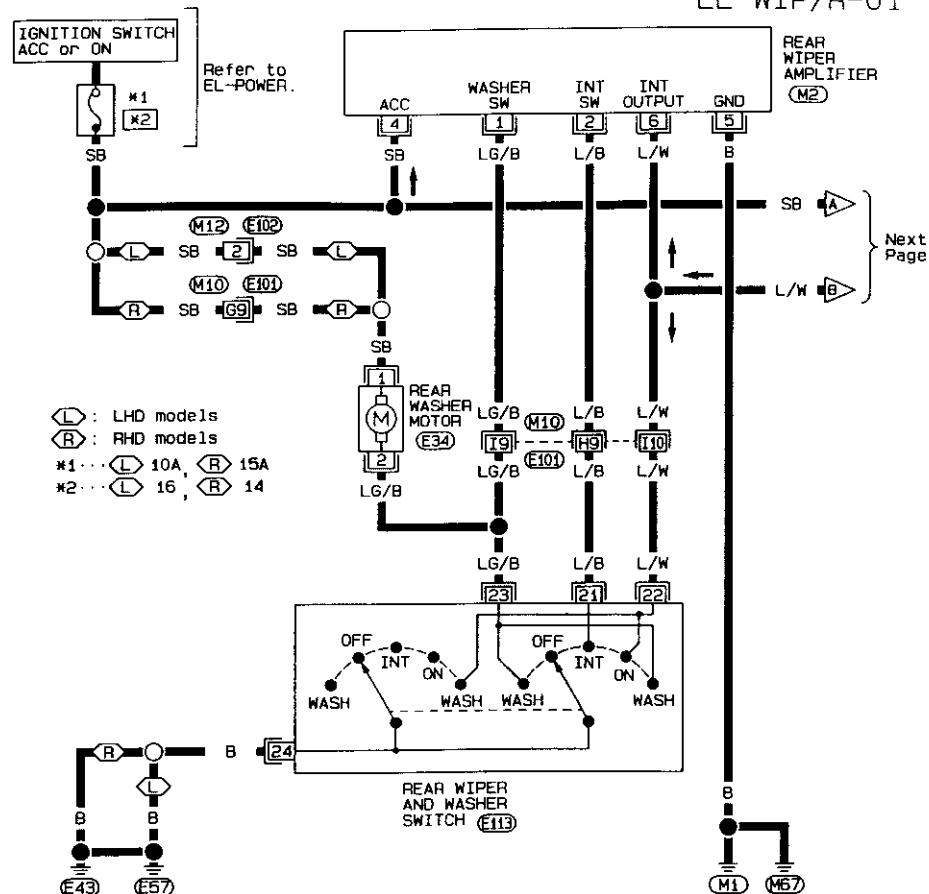 EL-WIP/R-01
IGNITION SWITCH
ACC or ON
*1
*2
Refer to
EL-POWER.
REAR
WIPER
AMPLIFIER
M2
ACC
WASHER
SW
INT
SW
INT
OUTPUT
GND
4
1
2
6
5
SB
SB
LG/B
L/B
L/W
B
SB
A
Next
Page
M12
E102
L
SB
2
SB
L
M10
E101
R
SB
G9
SB
R
L/W
B
SB
1
M
2
REAR
WASHER
MOTOR
E34
LG/B
L : LHD models
R : RHD models
*1··· L 10A, R 15A
*2··· L 16 , R 14
LG/B
L/B
L/W
M10
I9
H9
I10
E101
LG/B
L/B
L/W
LG/B
L/B
L/W
23
21
22
OFF
INT
ON
WASH
WASH
OFF
INT
ON
WASH
WASH
24
B
R
L
REAR WIPER
AND WASHER
SWITCH E113
B
B
B
E43
E57
M1
M67